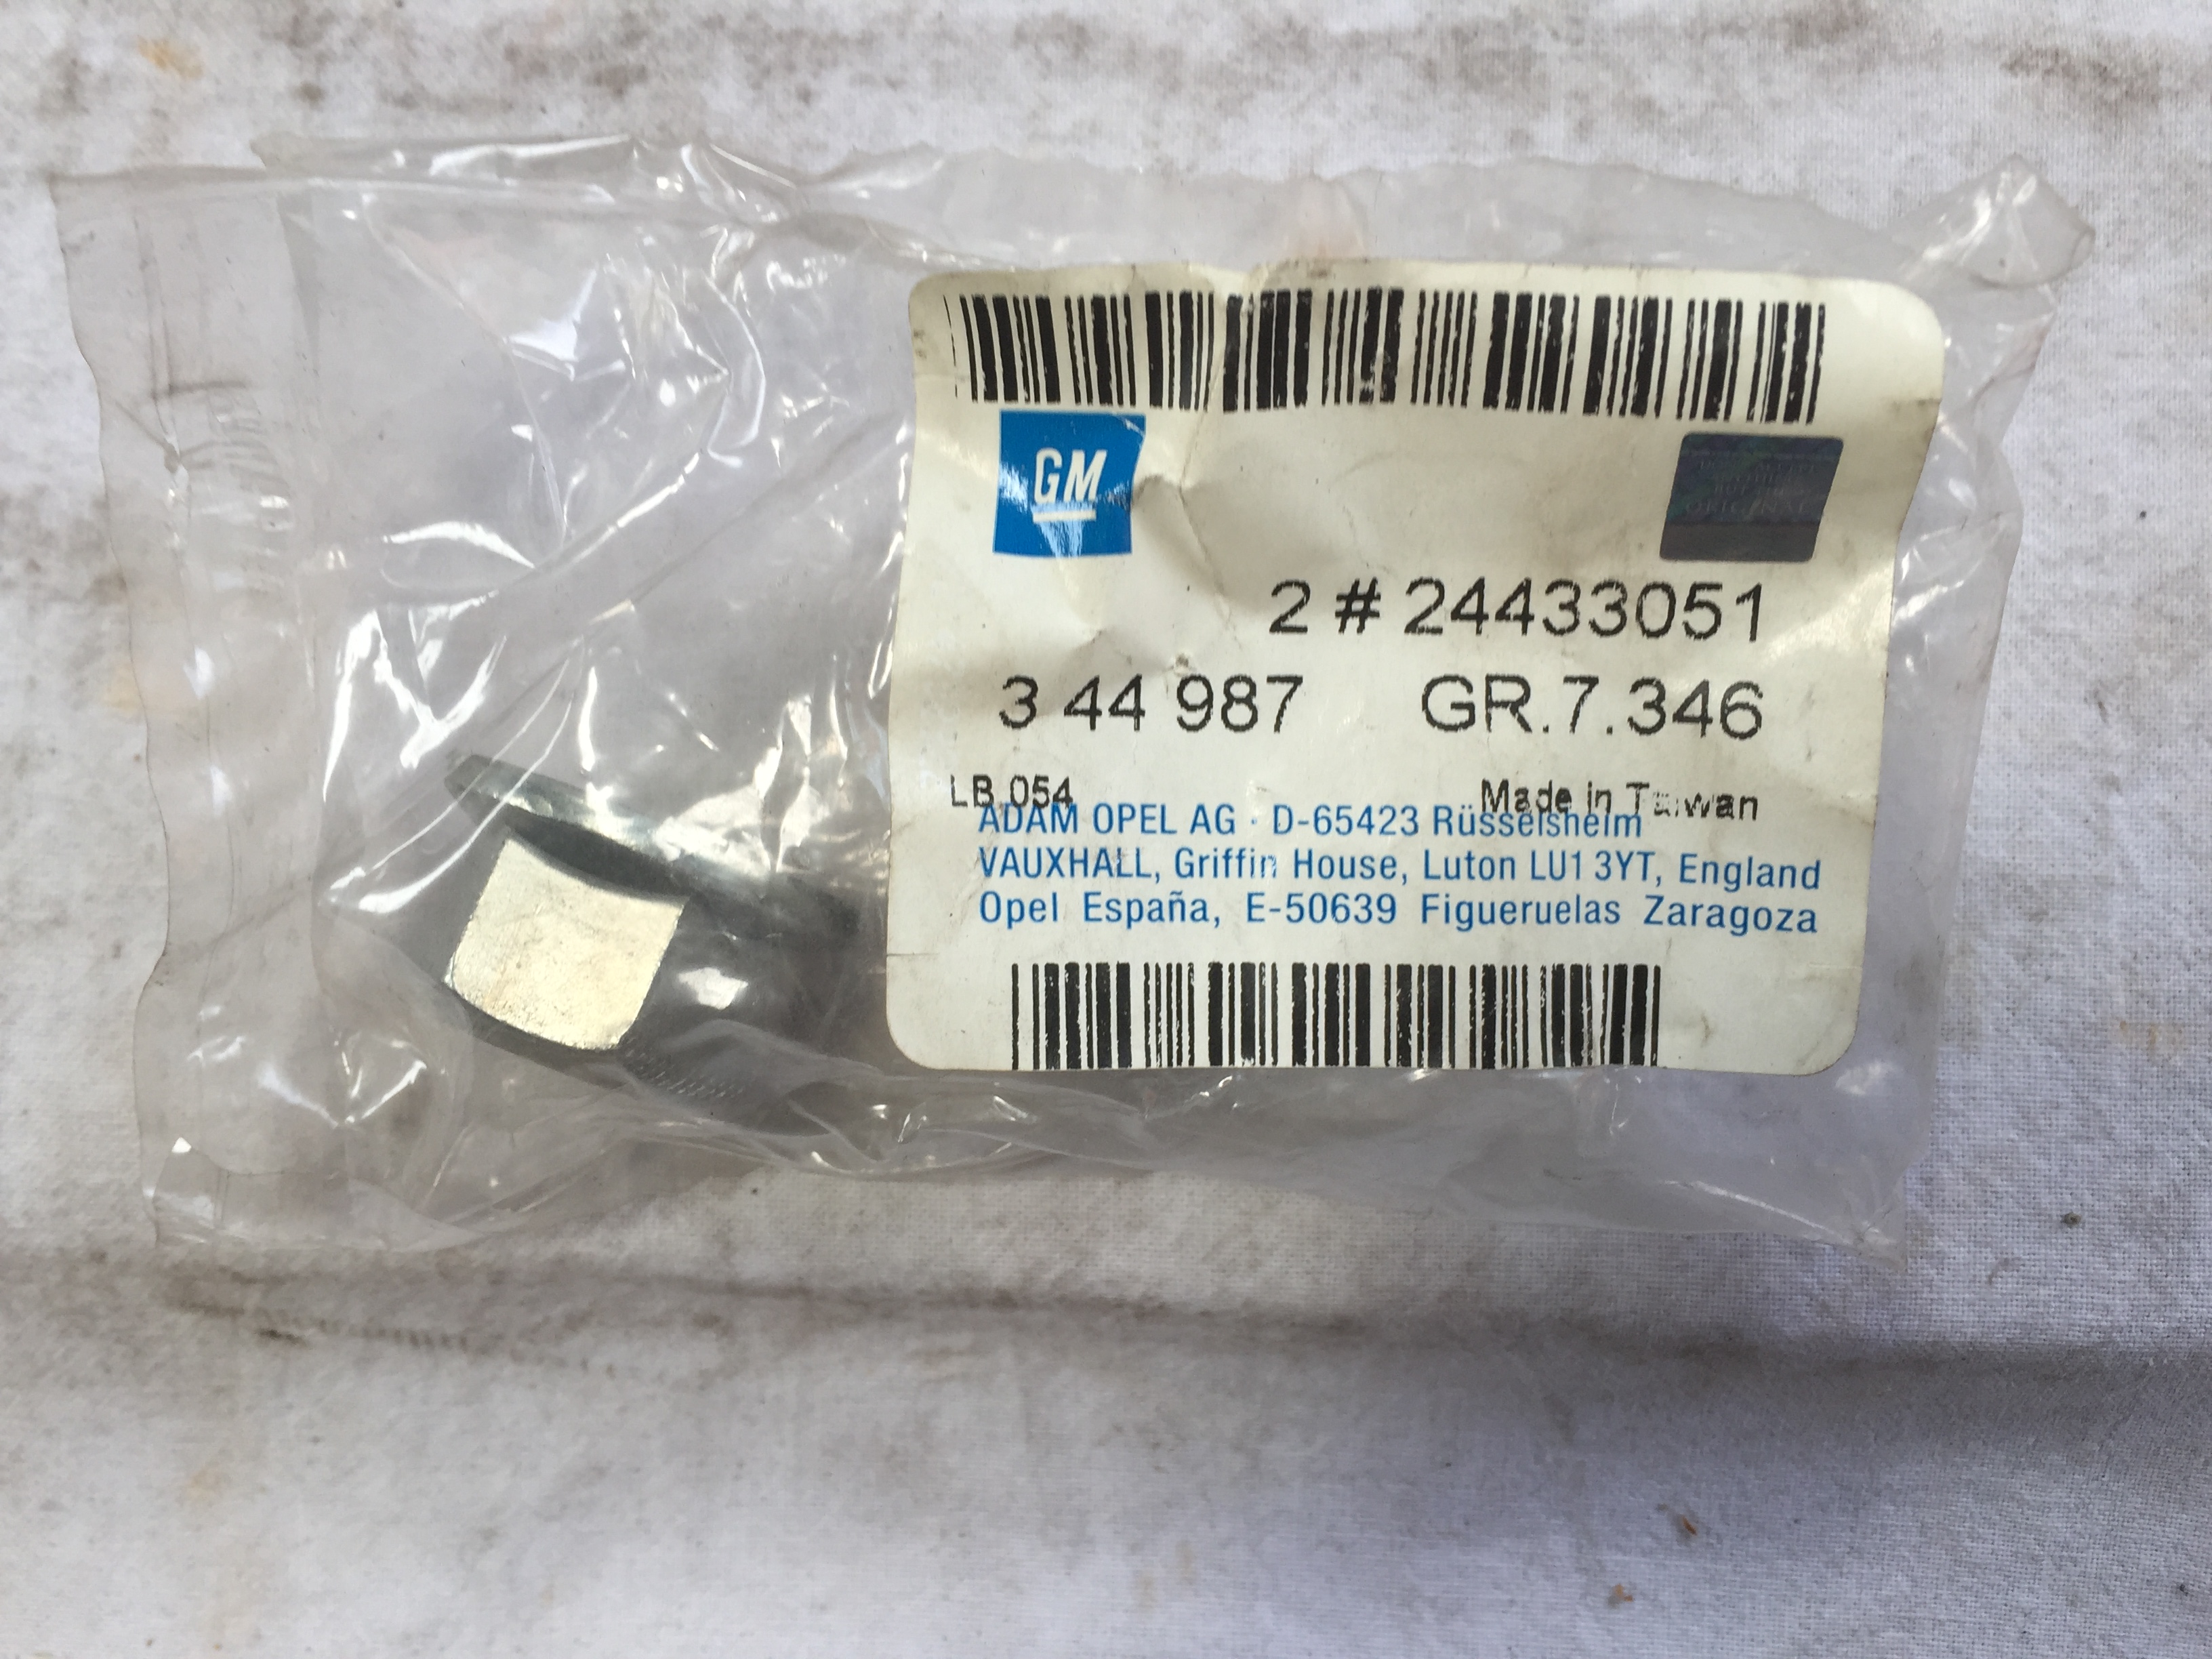 GM
ORIGINAL
2 # 24433051
3 44 987 GR.7.346
LB 054 Made in Taiwan
ADAM OPEL AG · D-65423 Rüsselsheim
VAUXHALL, Griffin House, Luton LU1 3YT, England
Opel España, E-50639 Figueruelas Zaragoza